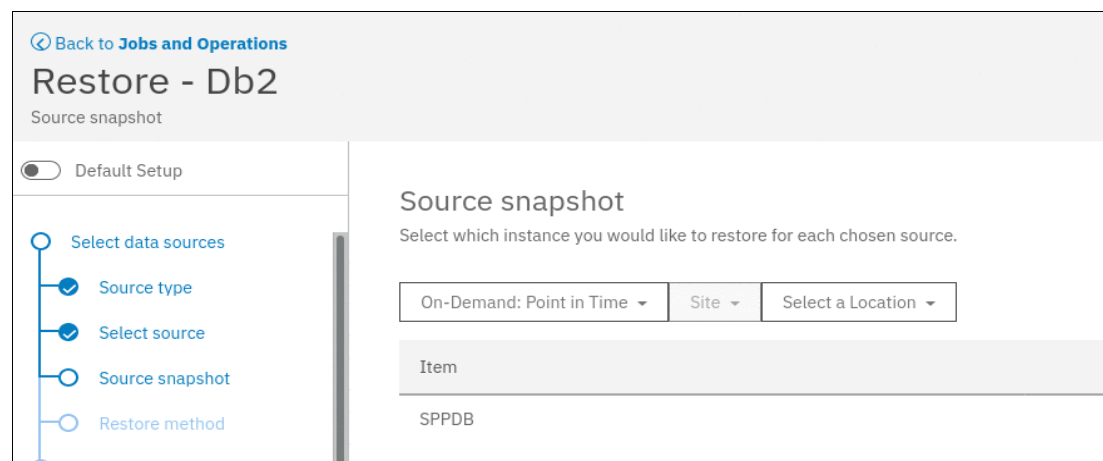 Back to Jobs and Operations
Restore - Db2
Source snapshot
Default Setup
Select data sources
Source type
Select source
Source snapshot
Restore method
Source snapshot
Select which instance you would like to restore for each chosen source.
On-Demand: Point in Time Site Select a Location
Item
SPPDB